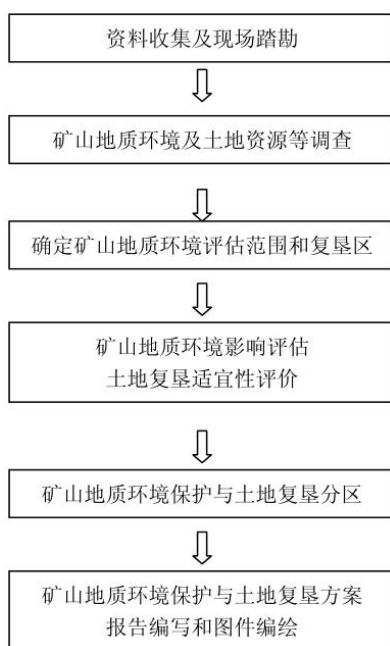 资料收集及现场踏勘
矿山地质环境及土地资源等调查
确定矿山地质环境评估范围和复垦区
矿山地质环境影响评估
土地复垦适宜性评价
矿山地质环境保护与土地复垦分区
矿山地质环境保护与土地复垦方案
报告编写和图件编绘